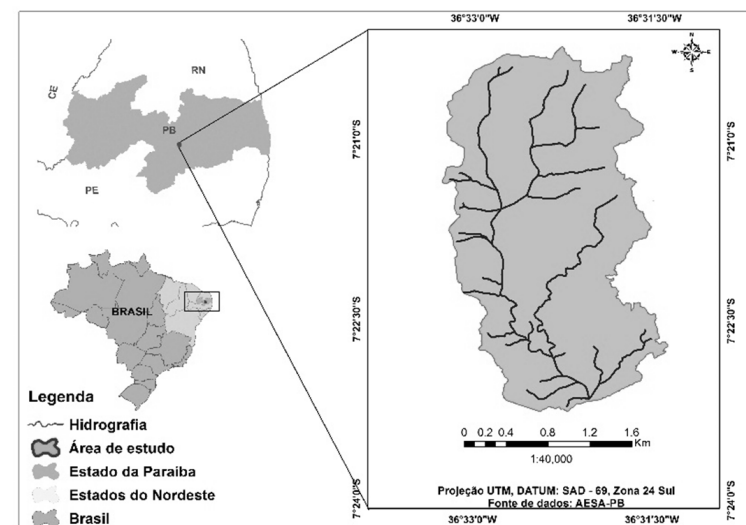 36°33'0"W
36°31'30"W
N
W
E
S
RN
CE
PB
PE
7°21'0"S
7°21'0"S
BRASIL
7°22'30"S
7°22'30"S
Legenda
Hidrografia
Área de estudo
Estado da Paraiba
Estados do Nordeste
Brasil
0 0.2 0.4 0.8 1.2 1.6
Km
1:40,000
Projeção UTM, DATUM: SAD - 69, Zona 24 Sul
Fonte de dados: AESA-PB
7°24'0"S
7°24'0"S
36°33'0"W
36°31'30"W